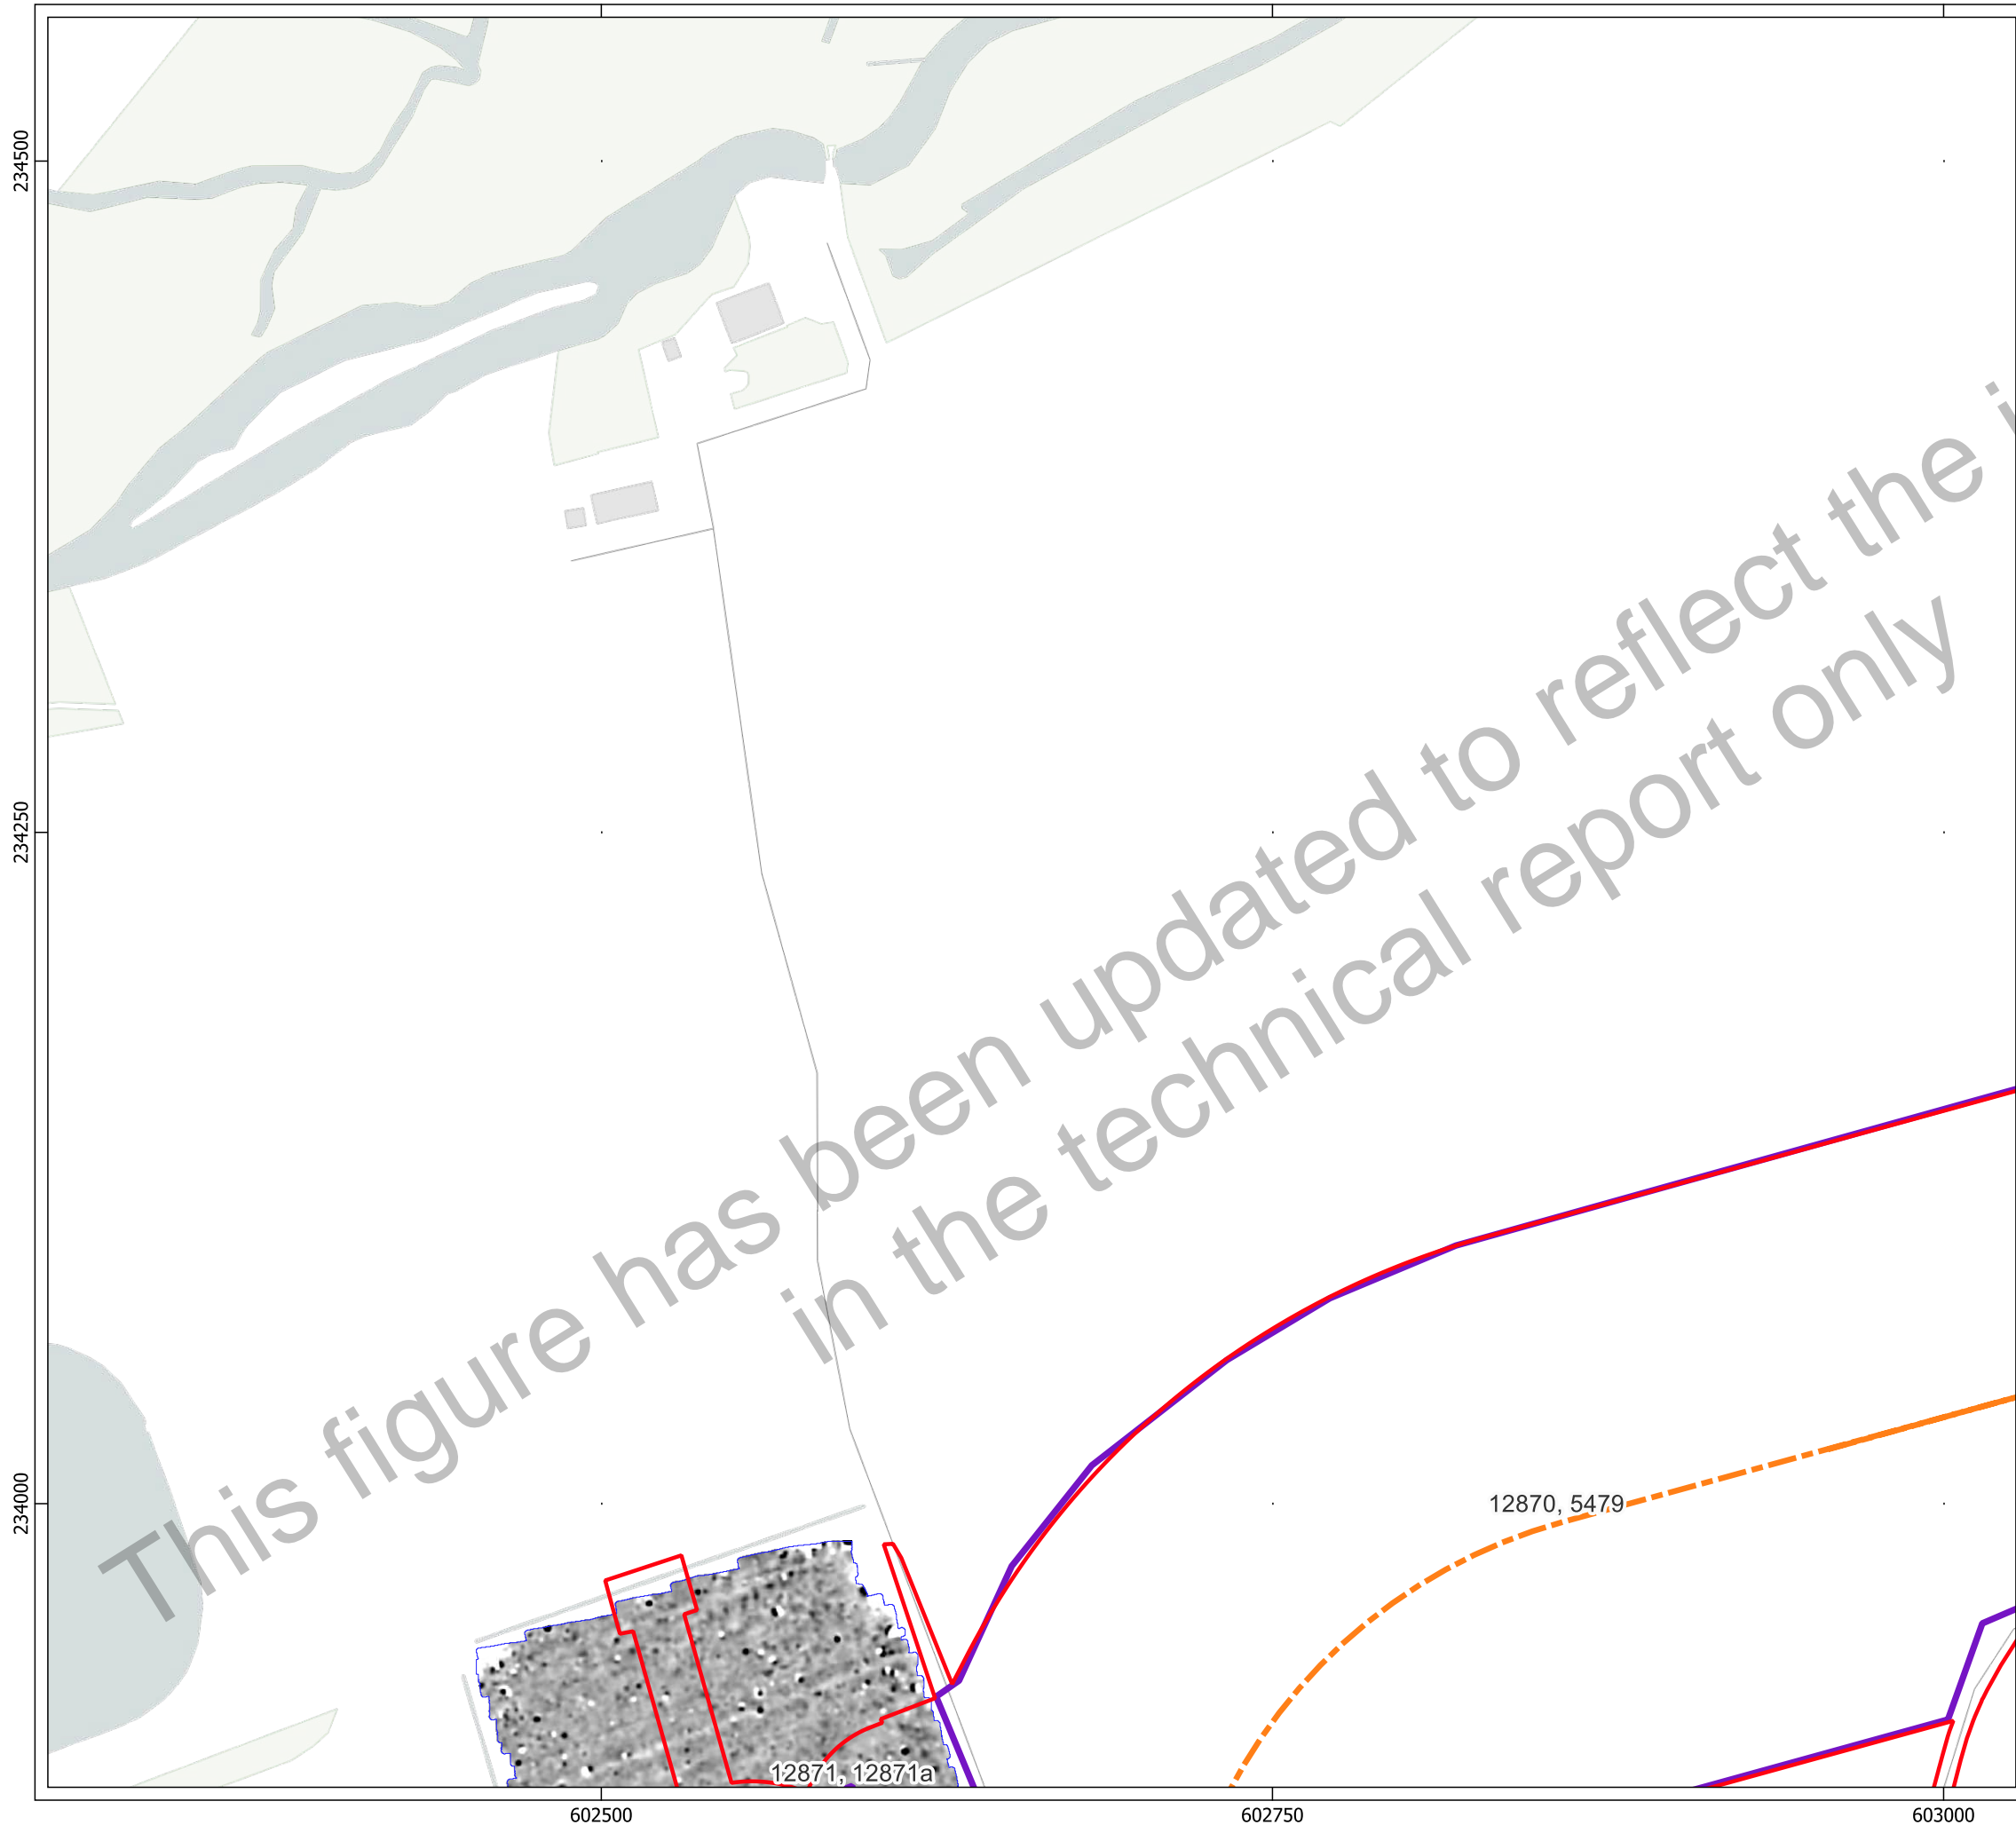 234500
234250
234000
This figure has been updated to reflect the
in the technical report only
12870, 5479
12871, 12871a
602500
602750
603000